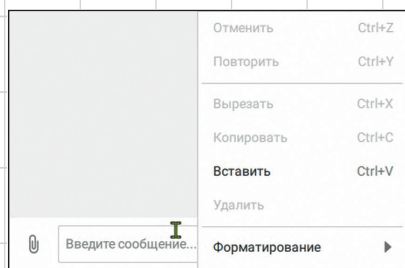 Отменить Ctrl+Z
Повторить Ctrl+Y
Вырезать Ctrl+X
Копировать Ctrl+C
Вставить Ctrl+V
Удалить
Введите сообщение...
Форматирование